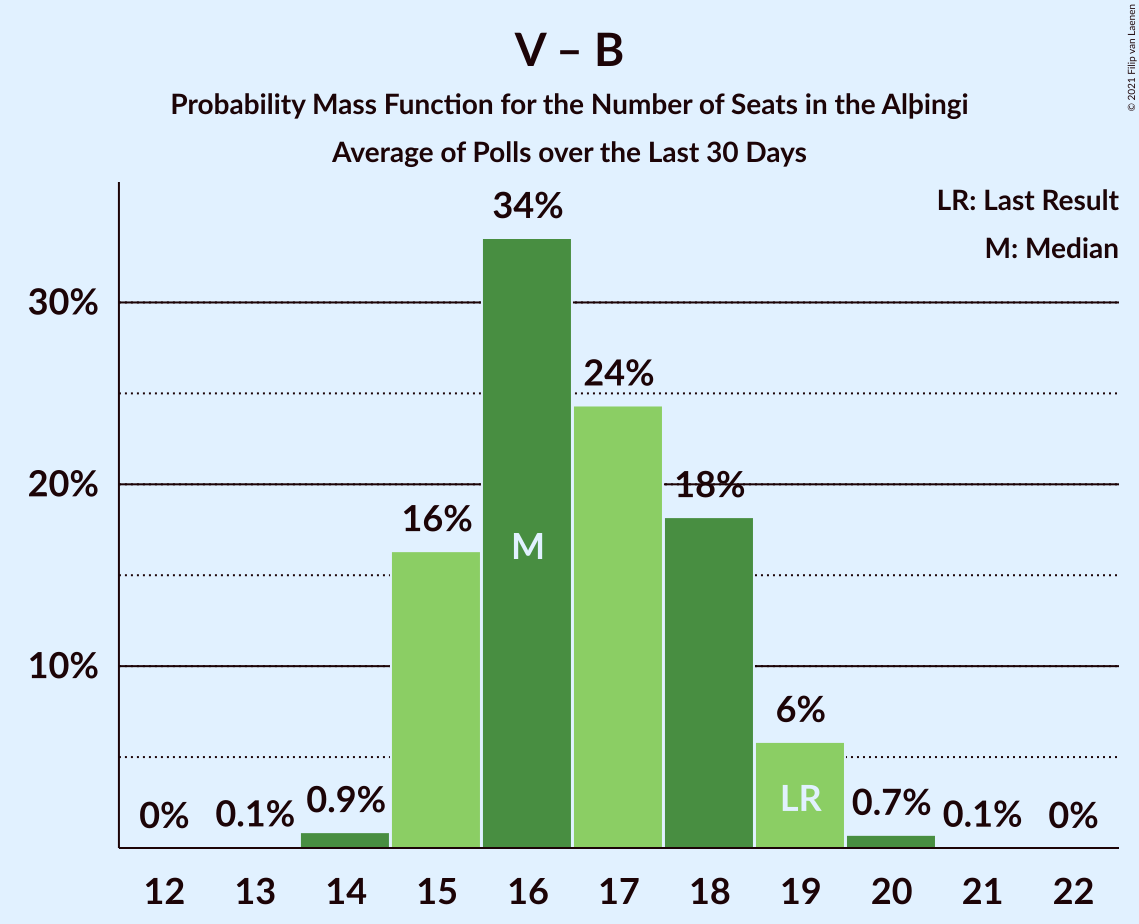 V – B
Probability Mass Function for the Number of Seats in the Alþingi
Average of Polls over the Last 30 Days
© 2021 Filip van Laenen
LR: Last Result
M: Median
34%
30%
24%
20%
18%
16%
M
10%
6%
LR
0% 0.1% 0.9% 0.7% 0.1% 0%
12 13 14 15 16 17 18 19 20 21 22